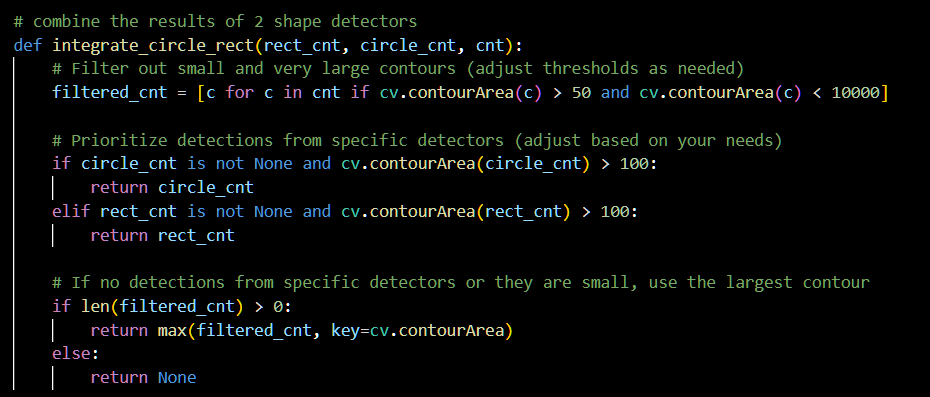 # combine the results of 2 shape detectors
def integrate_circle_rect(rect_cnt, circle_cnt, cnt):
    # Filter out small and very large contours (adjust thresholds as needed)
    filtered_cnt = [c for c in cnt if cv.contourArea(c) > 50 and cv.contourArea(c) < 10000]

    # Prioritize detections from specific detectors (adjust based on your needs)
    if circle_cnt is not None and cv.contourArea(circle_cnt) > 100:
        return circle_cnt
    elif rect_cnt is not None and cv.contourArea(rect_cnt) > 100:
        return rect_cnt

    # If no detections from specific detectors or they are small, use the largest contour
    if len(filtered_cnt) > 0:
        return max(filtered_cnt, key=cv.contourArea)
    else:
        return None